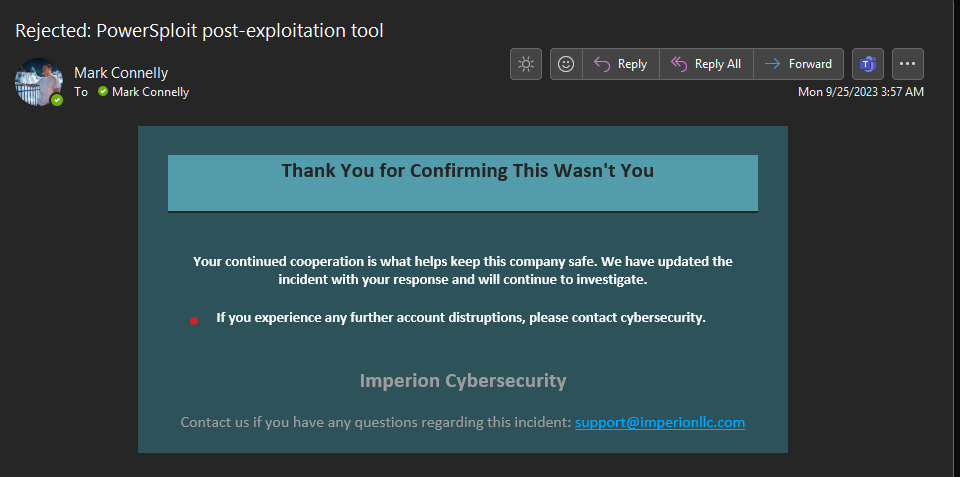 Rejected: PowerSploit post-exploitation tool
Mark Connelly
To Mark Connelly
Reply
Reply All
Forward
Mon 9/25/2023 3:57 AM
Thank You for Confirming This Wasn't You
Your continued cooperation is what helps keep this company safe. We have updated the
incident with your response and will continue to investigate.
If you experience any further account distruptions, please contact cybersecurity.
Imperion Cybersecurity
Contact us if you have any questions regarding this incident: support@imperionllc.com